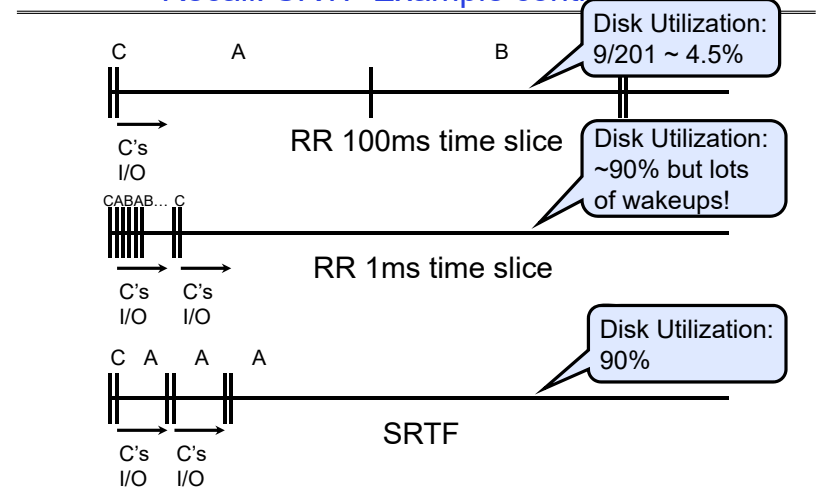 Disk Utilization:
9/201 ~ 4.5%
C A B
C's
I/O
RR 100ms time slice
Disk Utilization:
~90% but lots
of wakeups!
CABAB... C
C's C's
I/O I/O
RR 1ms time slice
Disk Utilization:
90%
C A A A
C's C's
I/O I/O
SRTF